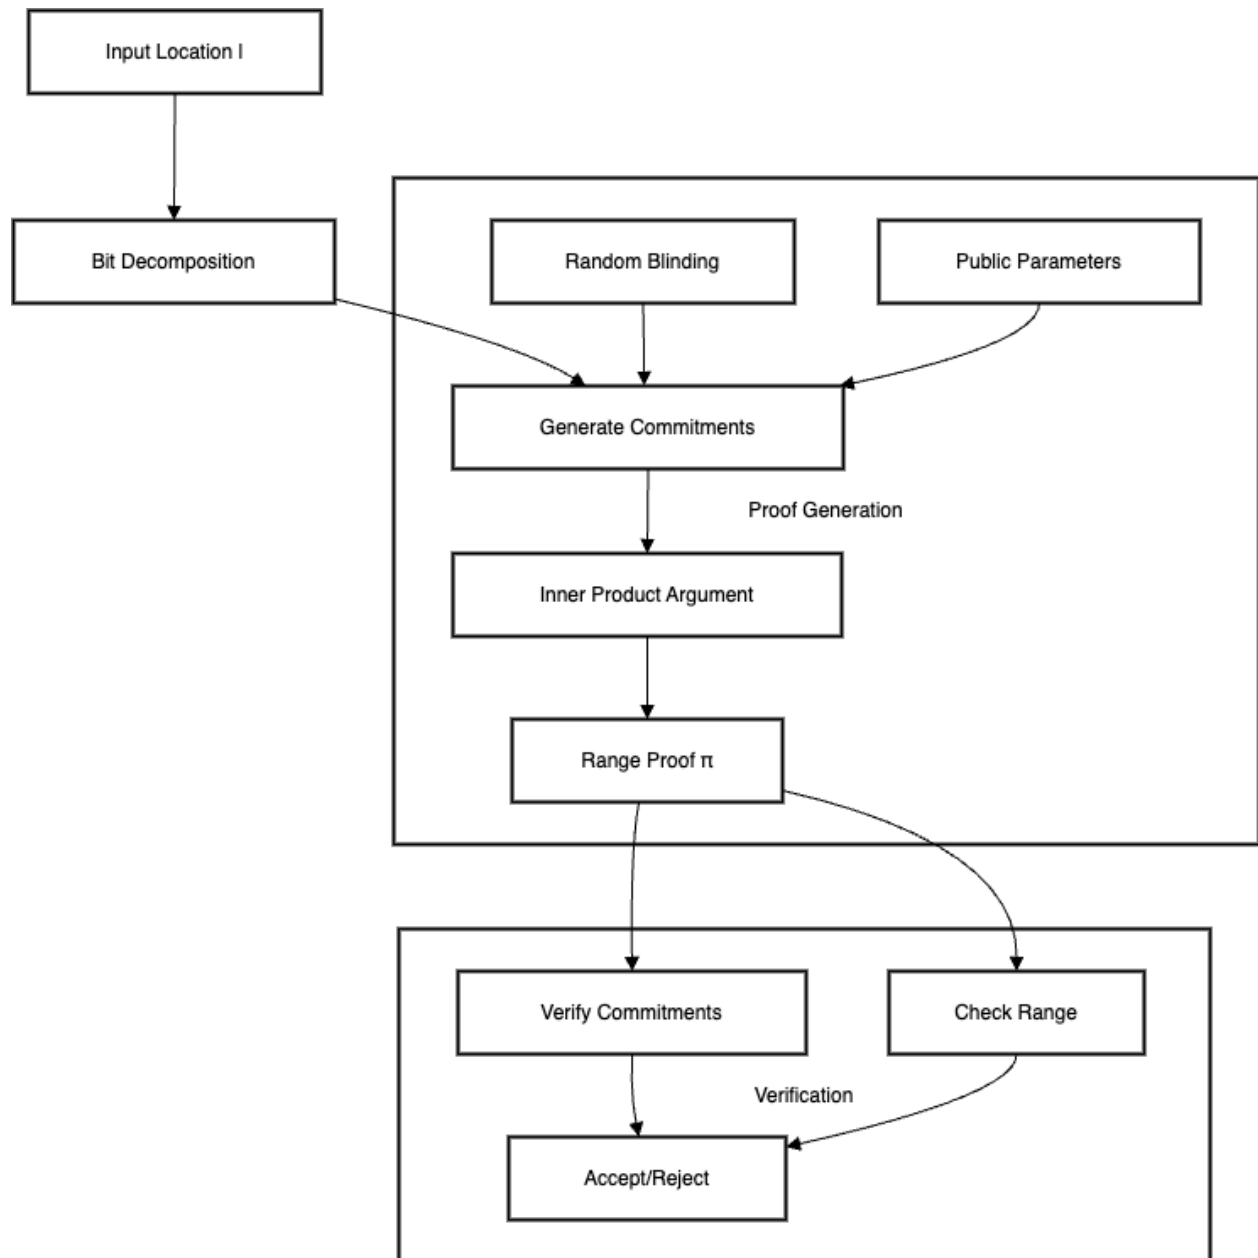 Input Location l
Bit Decomposition
Random Blinding
Public Parameters
Generate Commitments
Proof Generation
Inner Product Argument
Range Proof π
Verify Commitments
Check Range
Verification
Accept/Reject